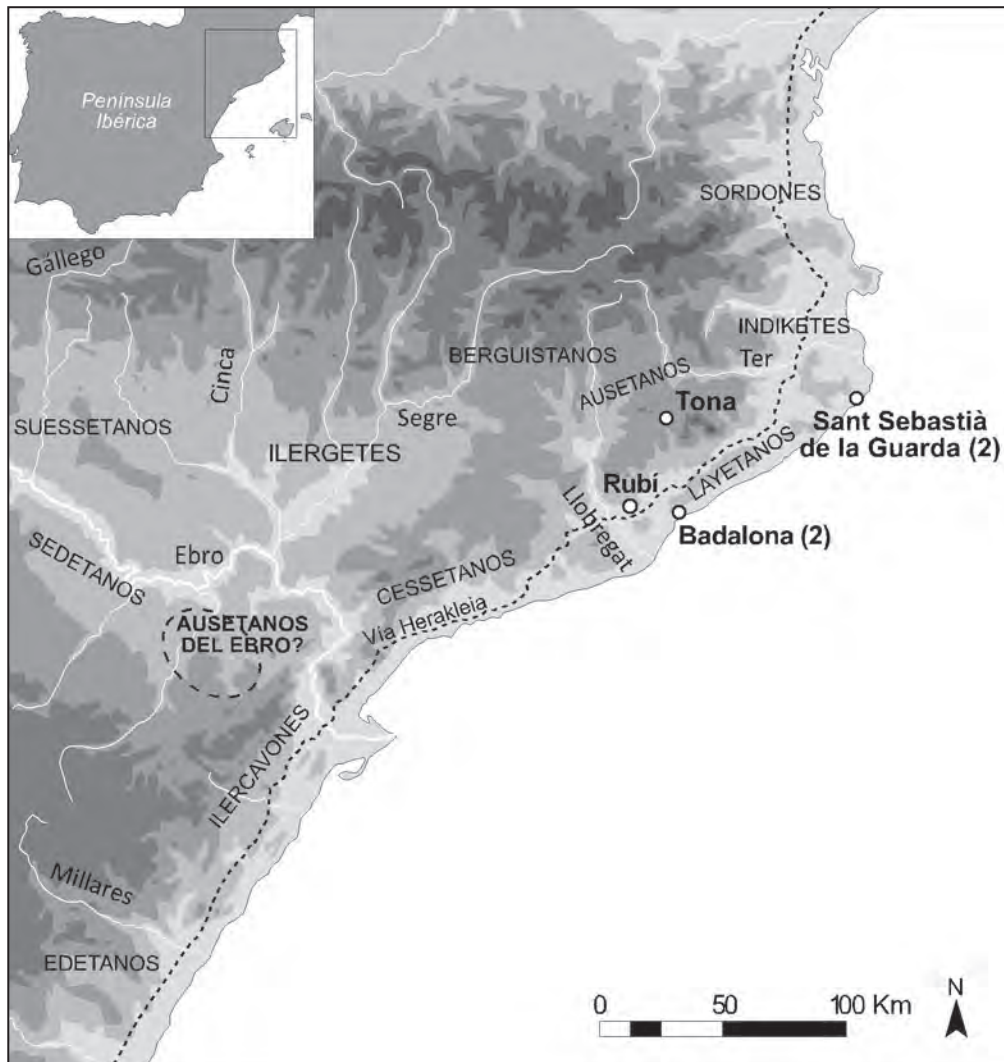 Península
Ibérica
SORDONES
Gállego
INDIKETES
Ter
BERGUISTANOS
Cinca
AUSETANOS
Segre
Tona
Sant Sebastià
de la Guarda (2)
SUESSETANOS
ILERGETES
LAYETANOS
Rubí
Llobregat
Badalona (2)
SEDETANOS
Ebro
CESSETANOS
Via Herakleia
AUSETANOS
DEL EBRO?
ILERCAVONES
Millares
EDETANOS
0 50 100 Km
N